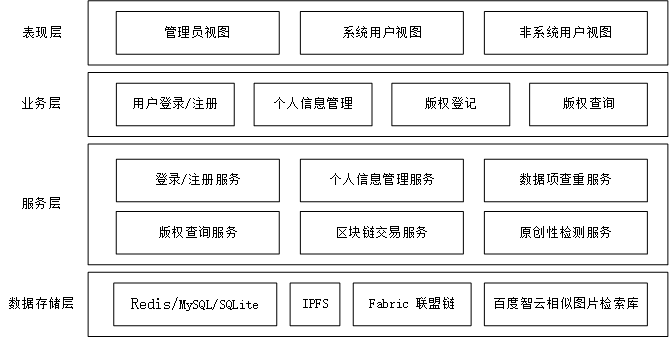 表现层 管理员视图 系统用户视图 非系统用户视图
业务层 用户登录/注册 个人信息管理 版权登记 版权查询
登录/注册服务 个人信息管理服务 数据项查重服务
服务层
版权查询服务 区块链交易服务 原创性检测服务
数据存储层 Redis/MySQL/SQLite IPFS Fabric 联盟链 百度智云相似图片检索库